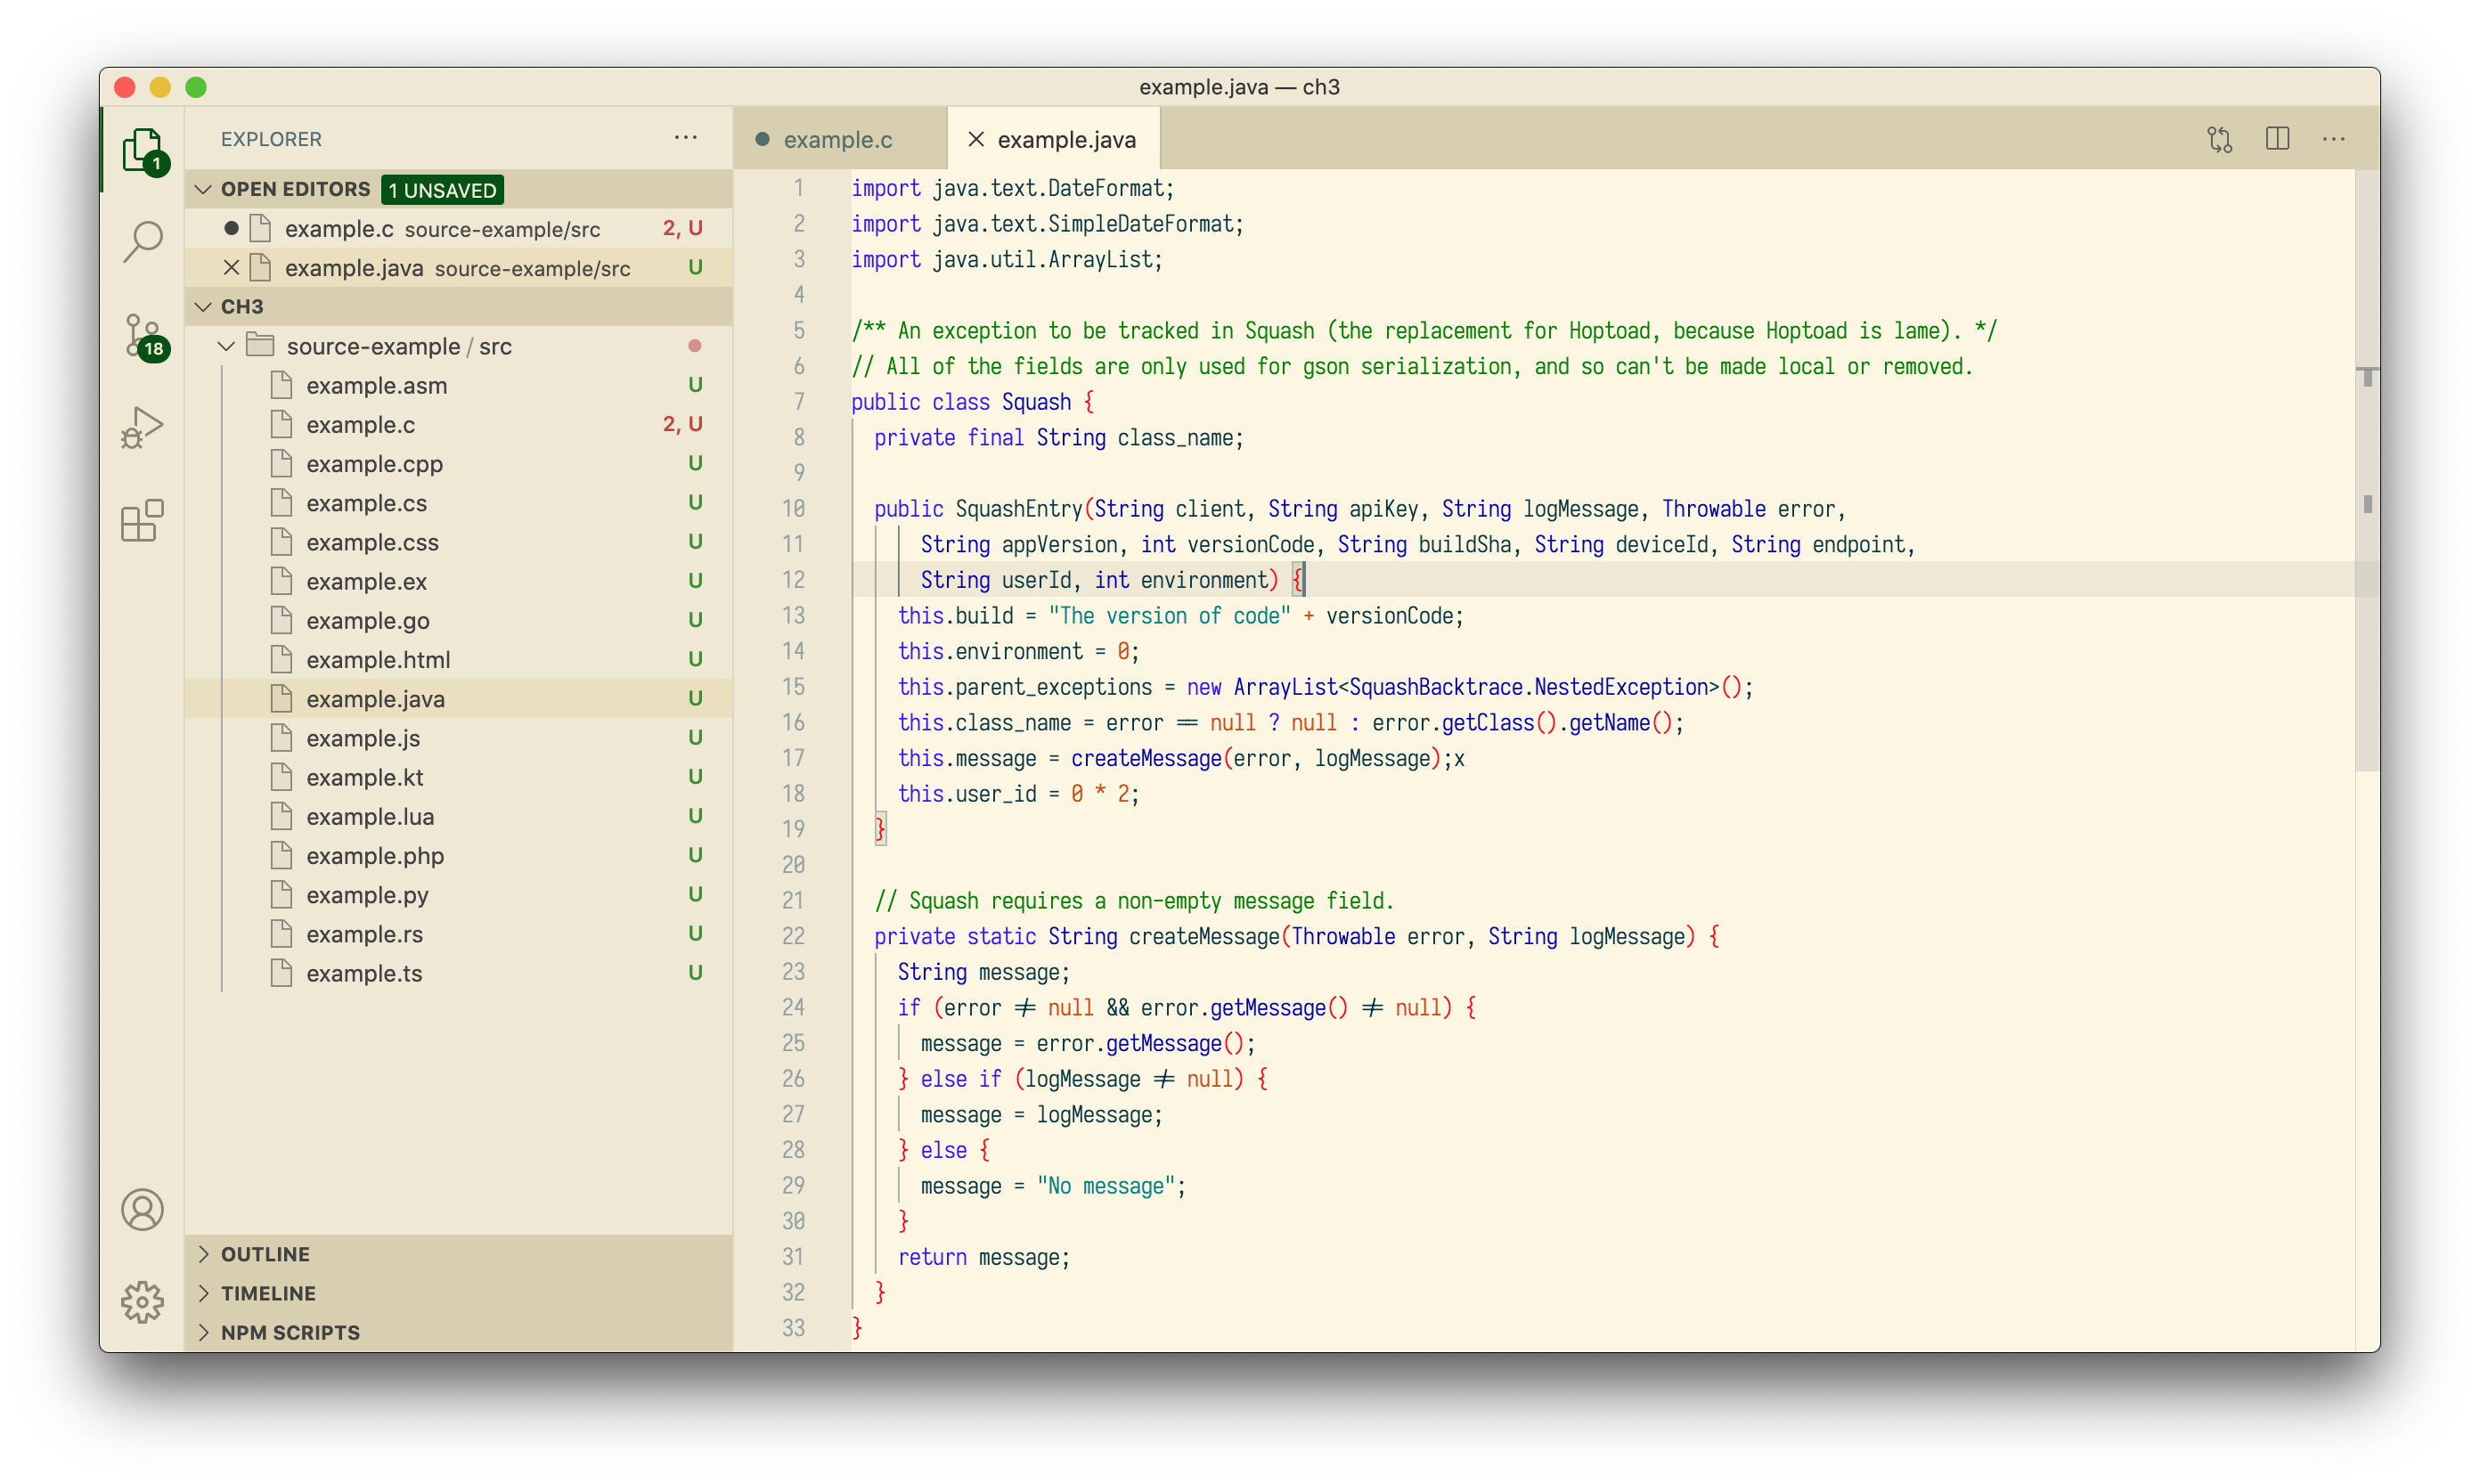 example.java — ch3
1
18
EXPLORER
OPEN EDITORS 1 UNSAVED
example.c source-example/src 2, U
example.java source-example/src U
CH3
source-example / src
example.asm U
example.c 2, U
example.cpp U
example.cs U
example.css U
example.ex U
example.go U
example.html U
example.java U
example.js U
example.kt U
example.lua U
example.php U
example.py U
example.rs U
example.ts U
OUTLINE
TIMELINE
NPM SCRIPTS
example.c
example.java
1 import java.text.DateFormat;
2 import java.text.SimpleDateFormat;
3 import java.util.ArrayList;
4
5 /** An exception to be tracked in Squash (the replacement for Hoptoad, because Hoptoad is lame). */
6 // All of the fields are only used for gson serialization, and so can't be made local or removed.
7 public class Squash {
8 private final String class_name;
9
10 public SquashEntry(String client, String apiKey, String logMessage, Throwable error,
11 String appVersion, int versionCode, String buildSha, String deviceId, String endpoint,
12 String userId, int environment) {
13 this.build = "The version of code" + versionCode;
14 this.environment = 0;
15 this.parent_exceptions = new ArrayList<SquashBacktrace.NestedException>();
16 this.class_name = error == null ? null : error.getClass().getName();
17 this.message = createMessage(error, logMessage);x
18 this.user_id = 0 * 2;
19 }
20
21 // Squash requires a non-empty message field.
22 private static String createMessage(Throwable error, String logMessage) {
23 String message;
24 if (error != null && error.getMessage() != null) {
25 message = error.getMessage();
26 } else if (logMessage != null) {
27 message = logMessage;
28 } else {
29 message = "No message";
30 }
31 return message;
32 }
33 }